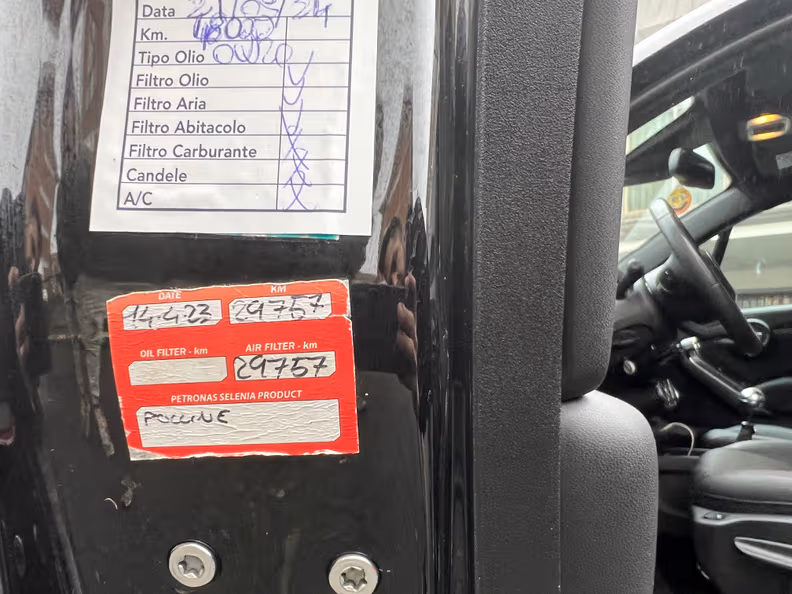 Data
Km.
Tipo Olio 0W20
Filtro Olio
Filtro Aria
Filtro Abitacolo
Filtro Carburante
Candele
A/C
DATE KM
14.4.23 29757
OIL FILTER - km AIR FILTER - km
29757
PETRONAS SELENIA PRODUCT
POLLINE